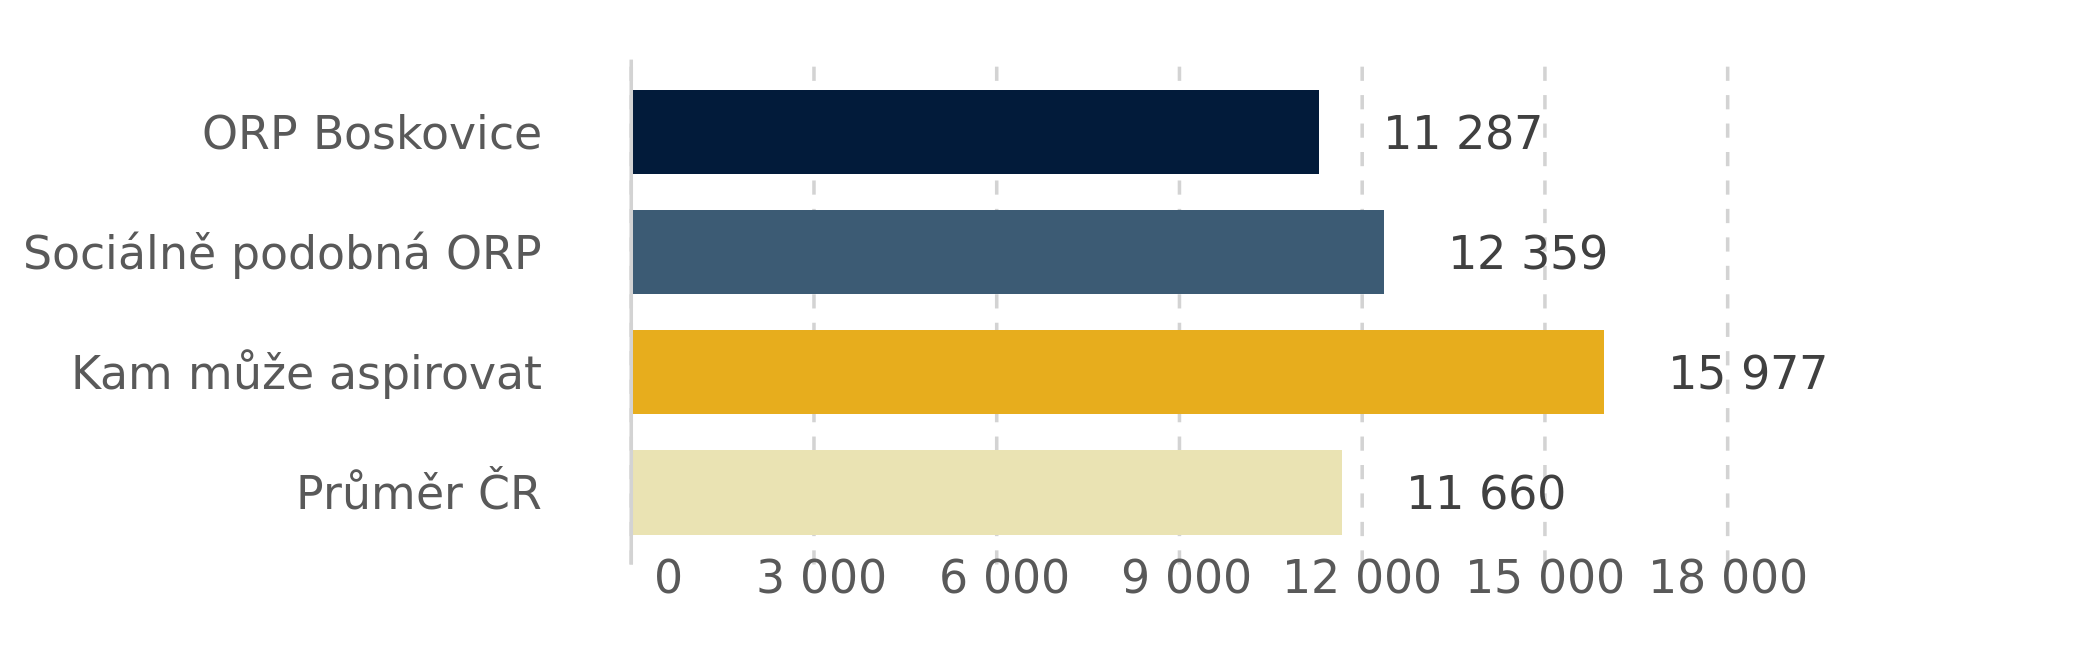 ORP Boskovice 11 287
Sociálně podobná ORP 12 359
Kam může aspirovat 15 977
Průměr ČR 11 660
0 3 000 6 000 9 000 12 000 15 000 18 000